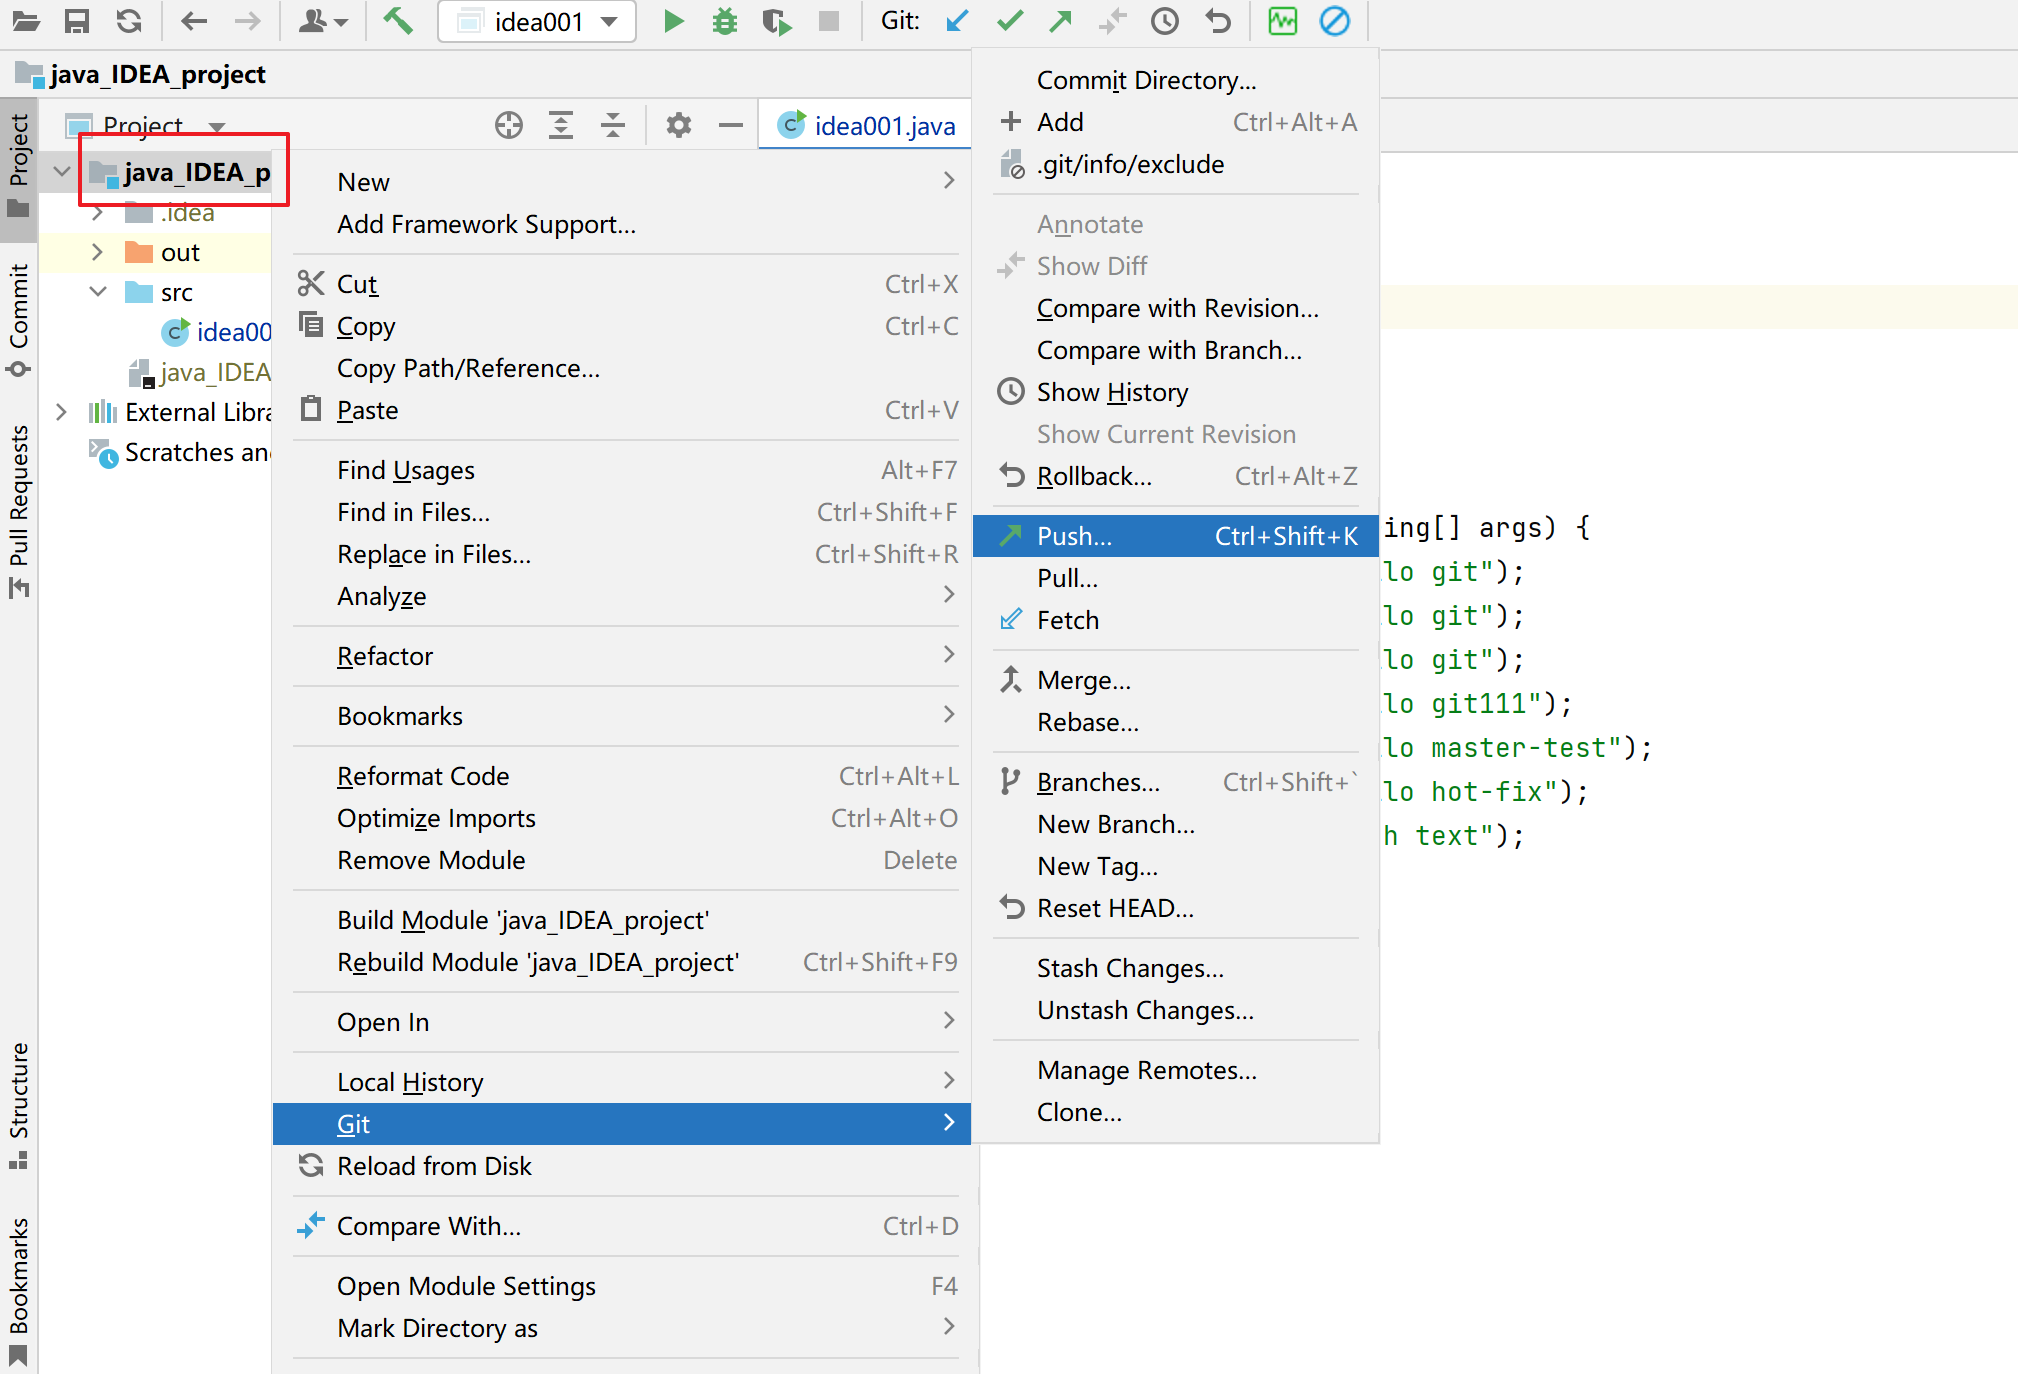 idea001
Git:
java_IDEA_project
Project
idea001.java
java_IDEA_p
.idea
out
src
idea00
java_IDEA
External Libra
Scratches an
Project
Commit
Pull Requests
Structure
Bookmarks
New
Add Framework Support...
Cut Ctrl+X
Copy Ctrl+C
Copy Path/Reference...
Paste Ctrl+V
Find Usages Alt+F7
Find in Files... Ctrl+Shift+F
Replace in Files... Ctrl+Shift+R
Analyze
Refactor
Bookmarks
Reformat Code Ctrl+Alt+L
Optimize Imports Ctrl+Alt+O
Remove Module Delete
Build Module 'java_IDEA_project'
Rebuild Module 'java_IDEA_project' Ctrl+Shift+F9
Open In
Local History
Git
Reload from Disk
Compare With... Ctrl+D
Open Module Settings F4
Mark Directory as
Commit Directory...
Add Ctrl+Alt+A
.git/info/exclude
Annotate
Show Diff
Compare with Revision...
Compare with Branch...
Show History
Show Current Revision
Rollback... Ctrl+Alt+Z
Push... Ctrl+Shift+K
Pull...
Fetch
Merge...
Rebase...
Branches... Ctrl+Shift+`
New Branch...
New Tag...
Reset HEAD...
Stash Changes...
Unstash Changes...
Manage Remotes...
Clone...
ing[] args) {
lo git");
lo git");
lo git");
lo git111");
lo master-test");
lo hot-fix");
h text");